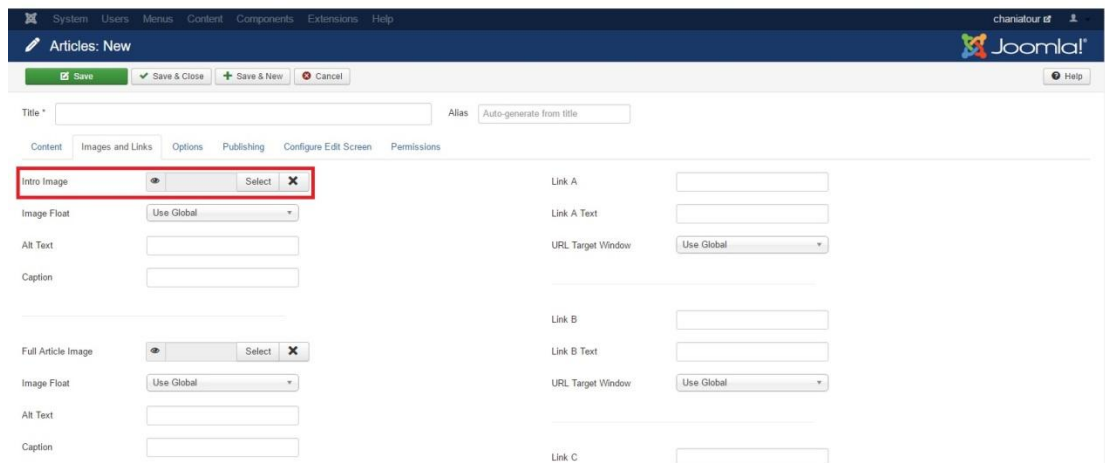 System Users Menus Content Components Extensions Help chaniatour
Articles: New Joomla!®
Save Save & Close Save & New Cancel Help
Title * Alias Auto-generate from title
Content Images and Links Options Publishing Configure Edit Screen Permissions
Intro Image Select Link A
Image Float Use Global Link A Text
Alt Text URL Target Window Use Global
Caption
Link B
Full Article Image Select Link B Text
Image Float Use Global URL Target Window Use Global
Alt Text
Caption Link C